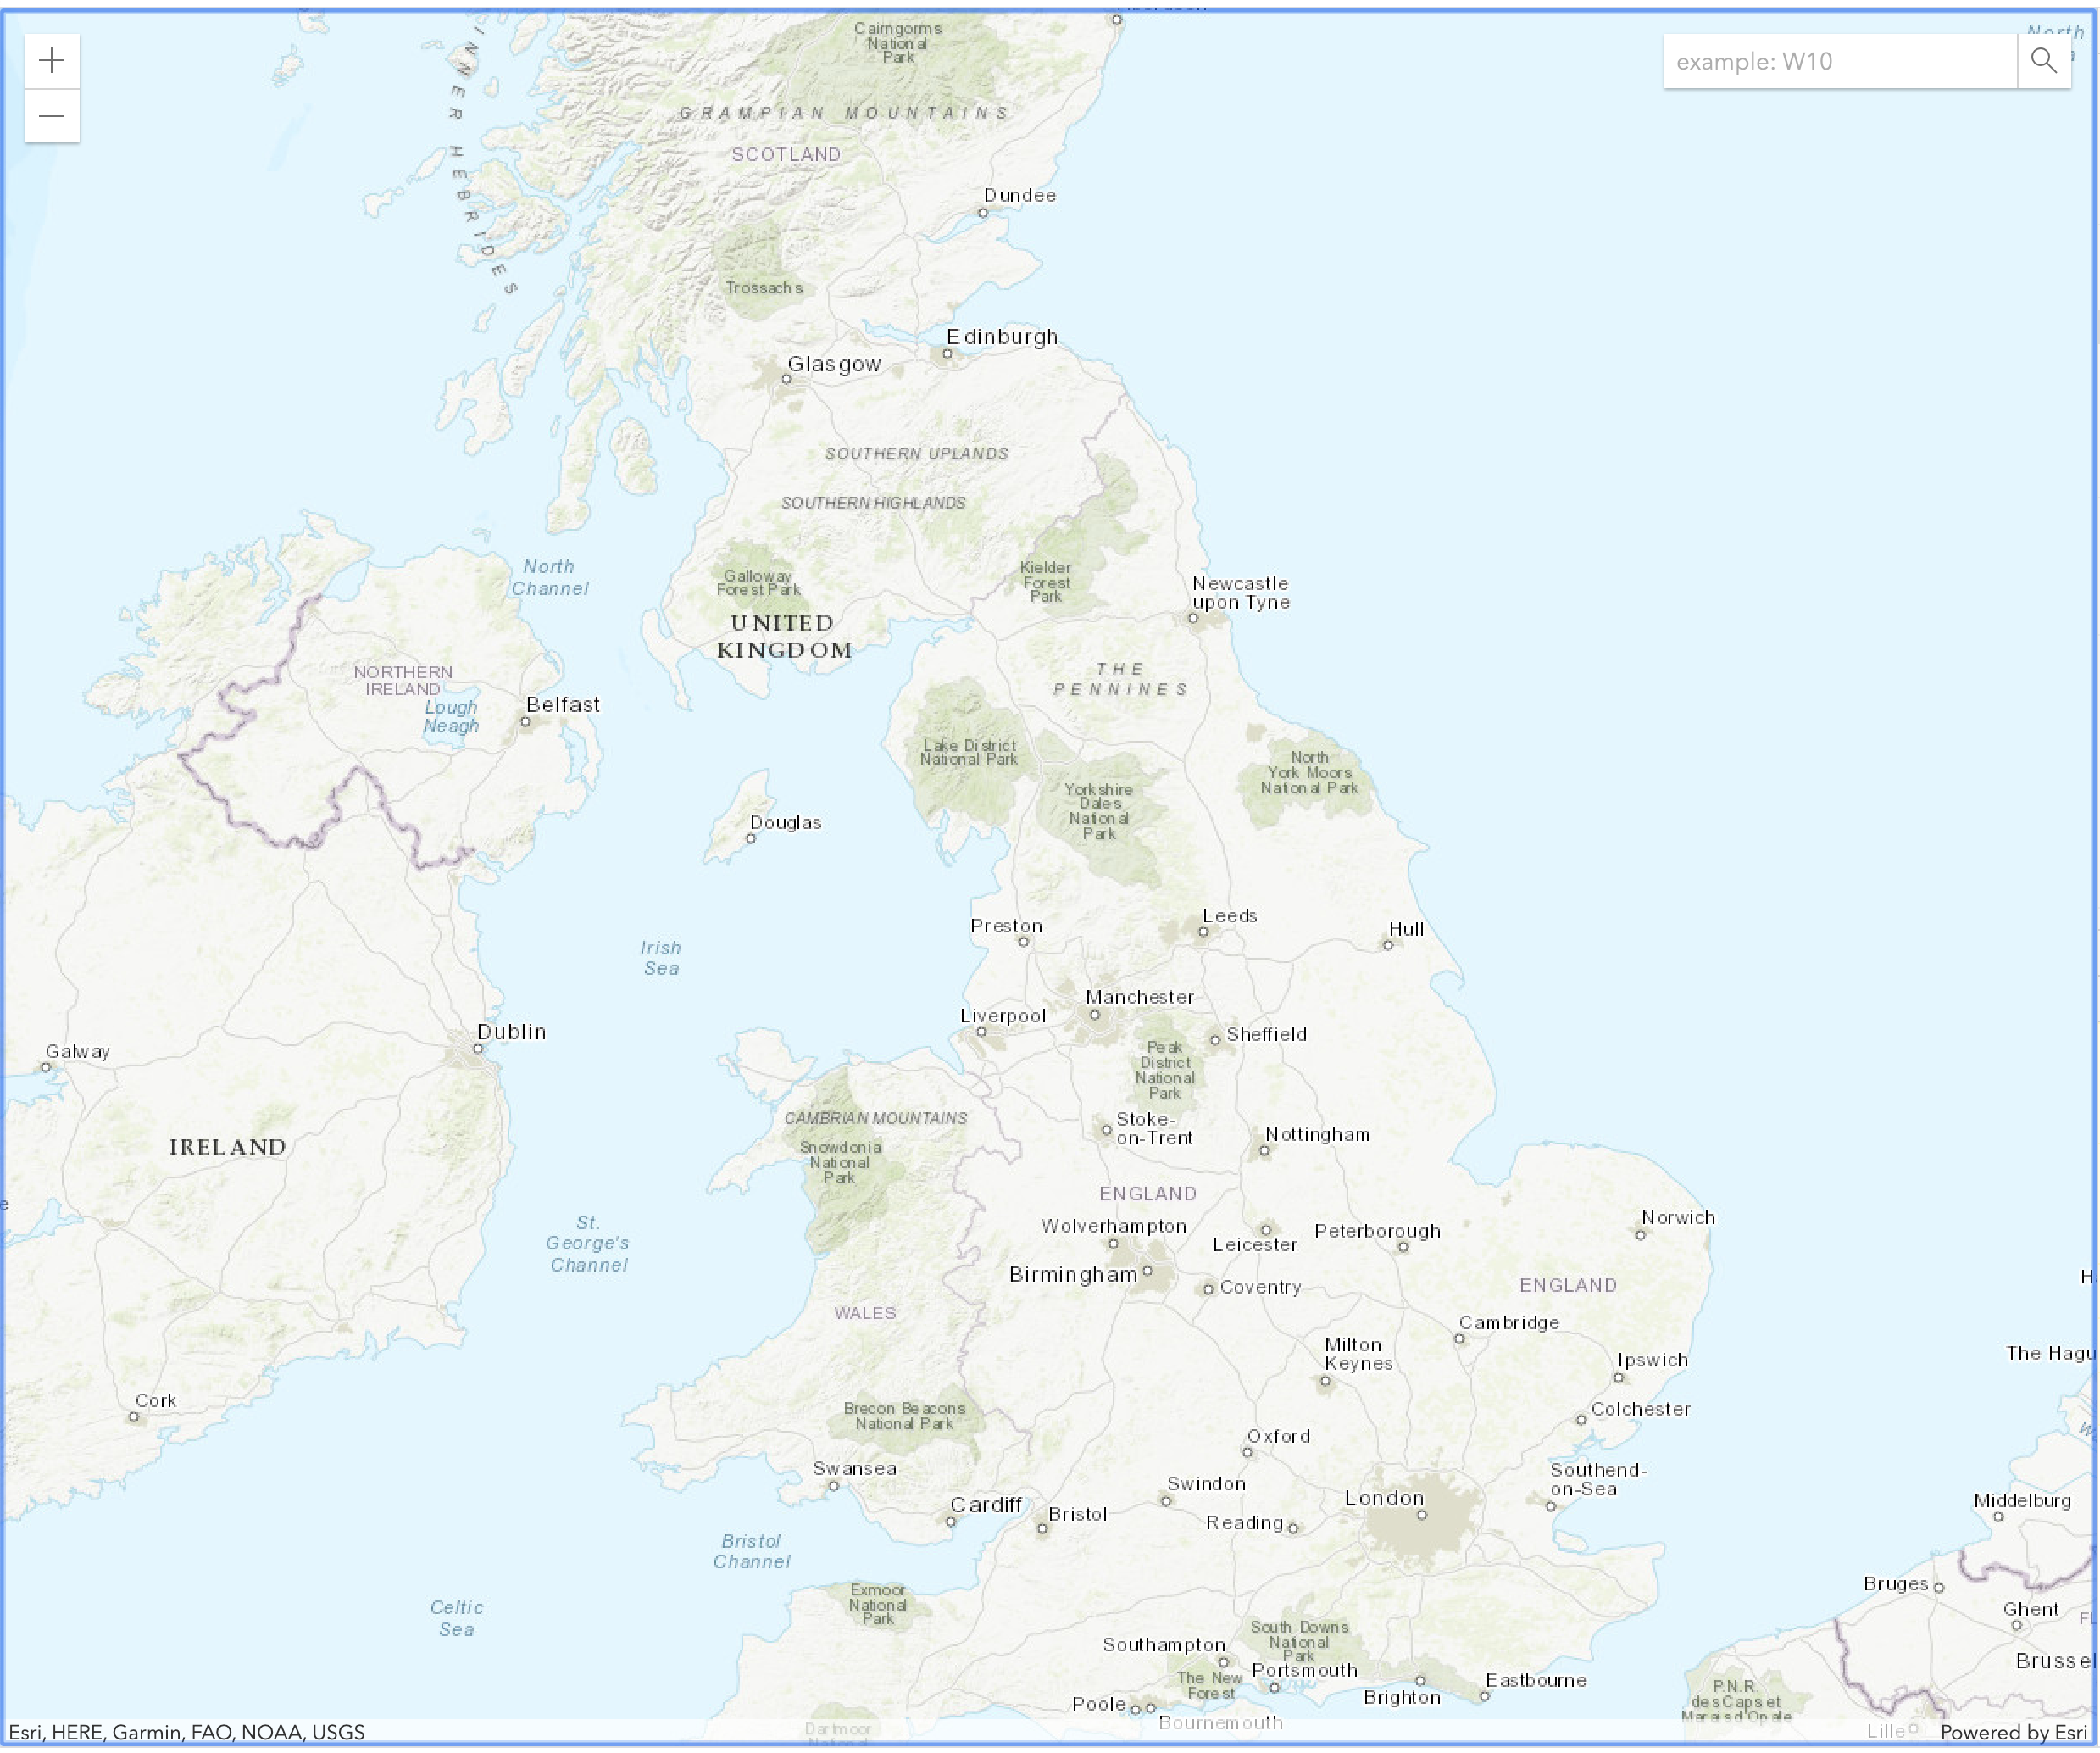 Aberdeen
Cairngorms
National
Park
North
example: W10
INNER HEBRIDES
GRAMPIAN MOUNTAINS
SCOTLAND
Dundee
Trossachs
Edinburgh
Glasgow
SOUTHERN UPLANDS
SOUTHERN HIGHLANDS
North
Channel
Galloway
Forest Park
Kielder
Forest
Park
Newcastle
upon Tyne
UNITED
KINGDOM
NORTHERN
IRELAND
Lough
Neagh
Belfast
THE
PENNINES
Lake District
National Park
North
York Moors
National Park
Yorkshire
Dales
National
Park
Douglas
Leeds
Preston
Hull
Irish
Sea
Manchester
Liverpool
Sheffield
Dublin
Galway
Peak
District
National
Park
CAMBRIAN MOUNTAINS
Snowdonia
National
Park
Stoke-
on-Trent
Nottingham
IRELAND
ENGLAND
Wolverhampton
Leicester
Peterborough
Norwich
St.
George's
Channel
Birmingham
Coventry
ENGLAND
H
WALES
Cambridge
Milton
Keynes
Ipswich
The Hagu
Cork
Brecon Beacons
National Park
Colchester
Oxford
Swansea
Swindon
Southend-
on-Sea
London
Middelburg
Cardiff
Bristol
Reading
Bristol
Channel
Exmoor
National
Park
Celtic
Sea
Bruges
Ghent
FL
South Downs
National
Park
Southampton
Portsmouth
The New
Forest
Brussel
Eastbourne
Brighton
Poole
Bournemouth
P.N.R.
des Caps et
Marais d Opale
Dartmoor
National
Lille
Esri, HERE, Garmin, FAO, NOAA, USGS
Powered by Esri